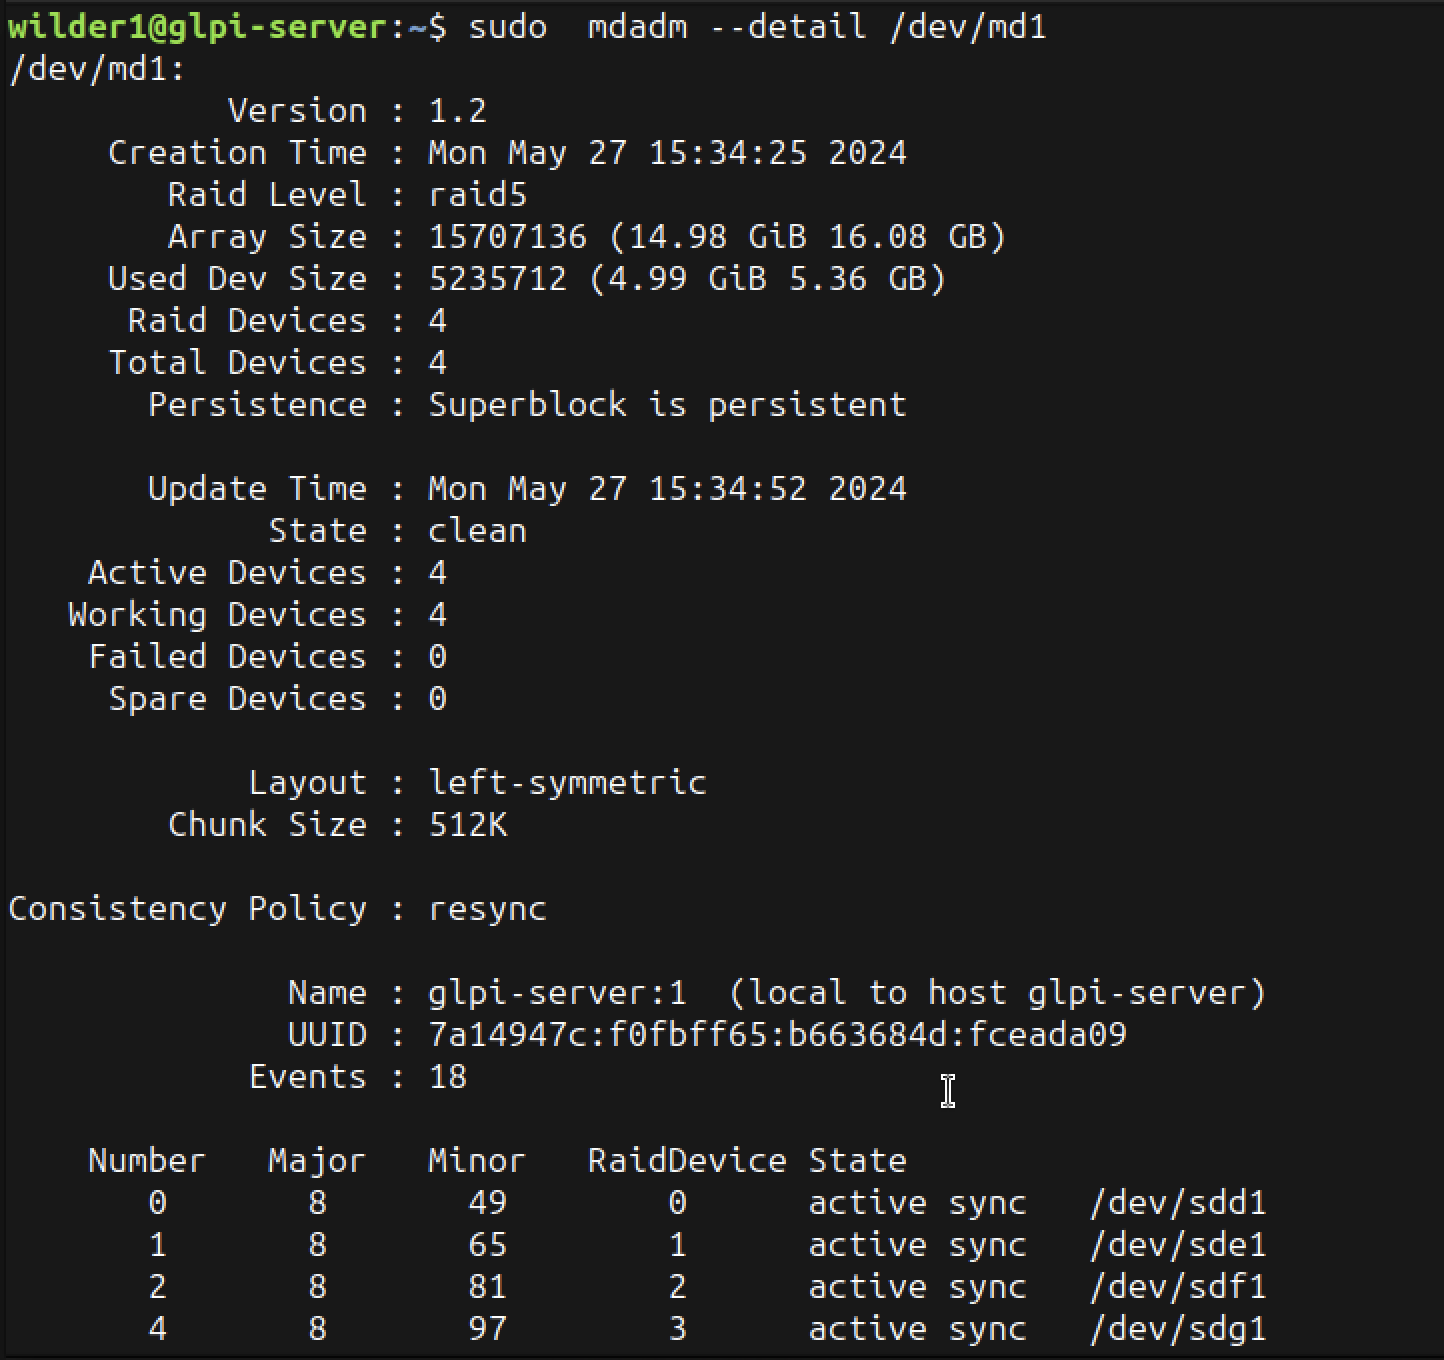 wilder1@glpi-server:~$ sudo  mdadm --detail /dev/md1
/dev/md1:
           Version : 1.2
     Creation Time : Mon May 27 15:34:25 2024
        Raid Level : raid5
        Array Size : 15707136 (14.98 GiB 16.08 GB)
     Used Dev Size : 5235712 (4.99 GiB 5.36 GB)
      Raid Devices : 4
     Total Devices : 4
       Persistence : Superblock is persistent

       Update Time : Mon May 27 15:34:52 2024
             State : clean
    Active Devices : 4
   Working Devices : 4
    Failed Devices : 0
     Spare Devices : 0

            Layout : left-symmetric
        Chunk Size : 512K

Consistency Policy : resync

              Name : glpi-server:1  (local to host glpi-server)
              UUID : 7a14947c:f0fbff65:b663684d:fceada09
            Events : 18

    Number   Major   Minor   RaidDevice State
       0       8       49        0      active sync   /dev/sdd1
       1       8       65        1      active sync   /dev/sde1
       2       8       81        2      active sync   /dev/sdf1
       4       8       97        3      active sync   /dev/sdg1